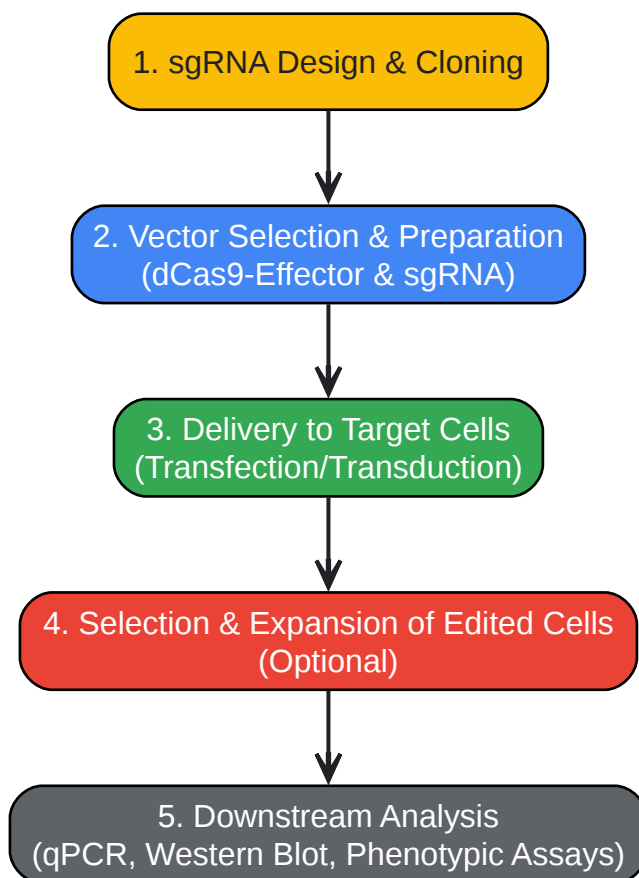 1. sgRNA Design & Cloning
2. Vector Selection & Preparation
(dCas9-Effector & sgRNA)
3. Delivery to Target Cells
(Transfection/Transduction)
4. Selection & Expansion of Edited Cells
(Optional)
5. Downstream Analysis
(qPCR, Western Blot, Phenotypic Assays)